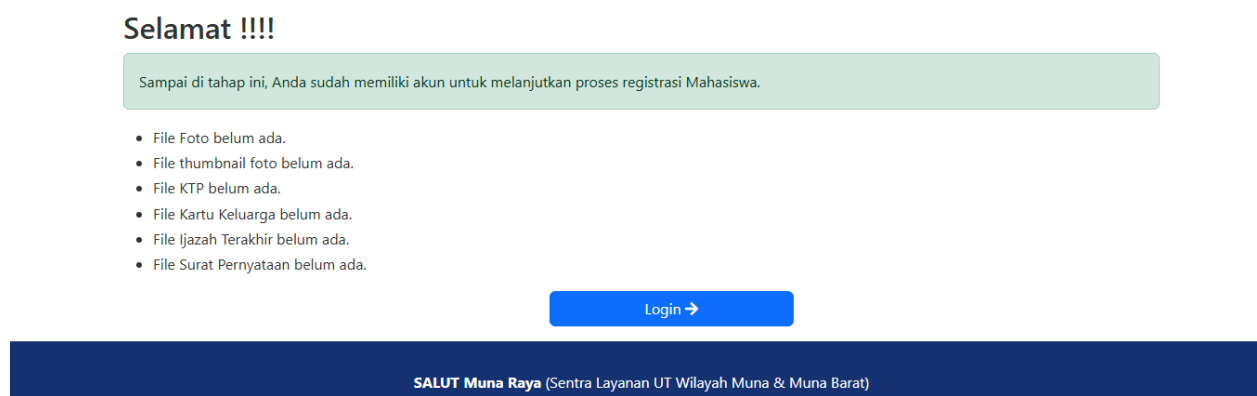 Selamat !!!!
Sampai di tahap ini, Anda sudah memiliki akun untuk melanjutkan proses registrasi Mahasiswa.
File Foto belum ada.
File thumbnail foto belum ada.
File KTP belum ada.
File Kartu Keluarga belum ada.
File Ijazah Terakhir belum ada.
File Surat Pernyataan belum ada.
Login
SALUT Muna Raya (Sentra Layanan UT Wilayah Muna & Muna Barat)